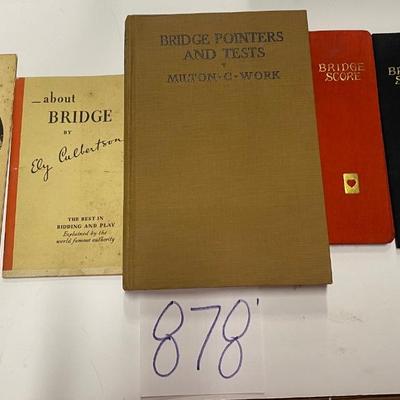 —about
BRIDGE
BY
Ely Culbertson
THE BEST IN
BIDDING AND PLAY
Explained by the
world famous authority
BRIDGE POINTERS
AND TESTS
MILTON·C·WORK
BRIDGE
SCORE
BRIDGE
878